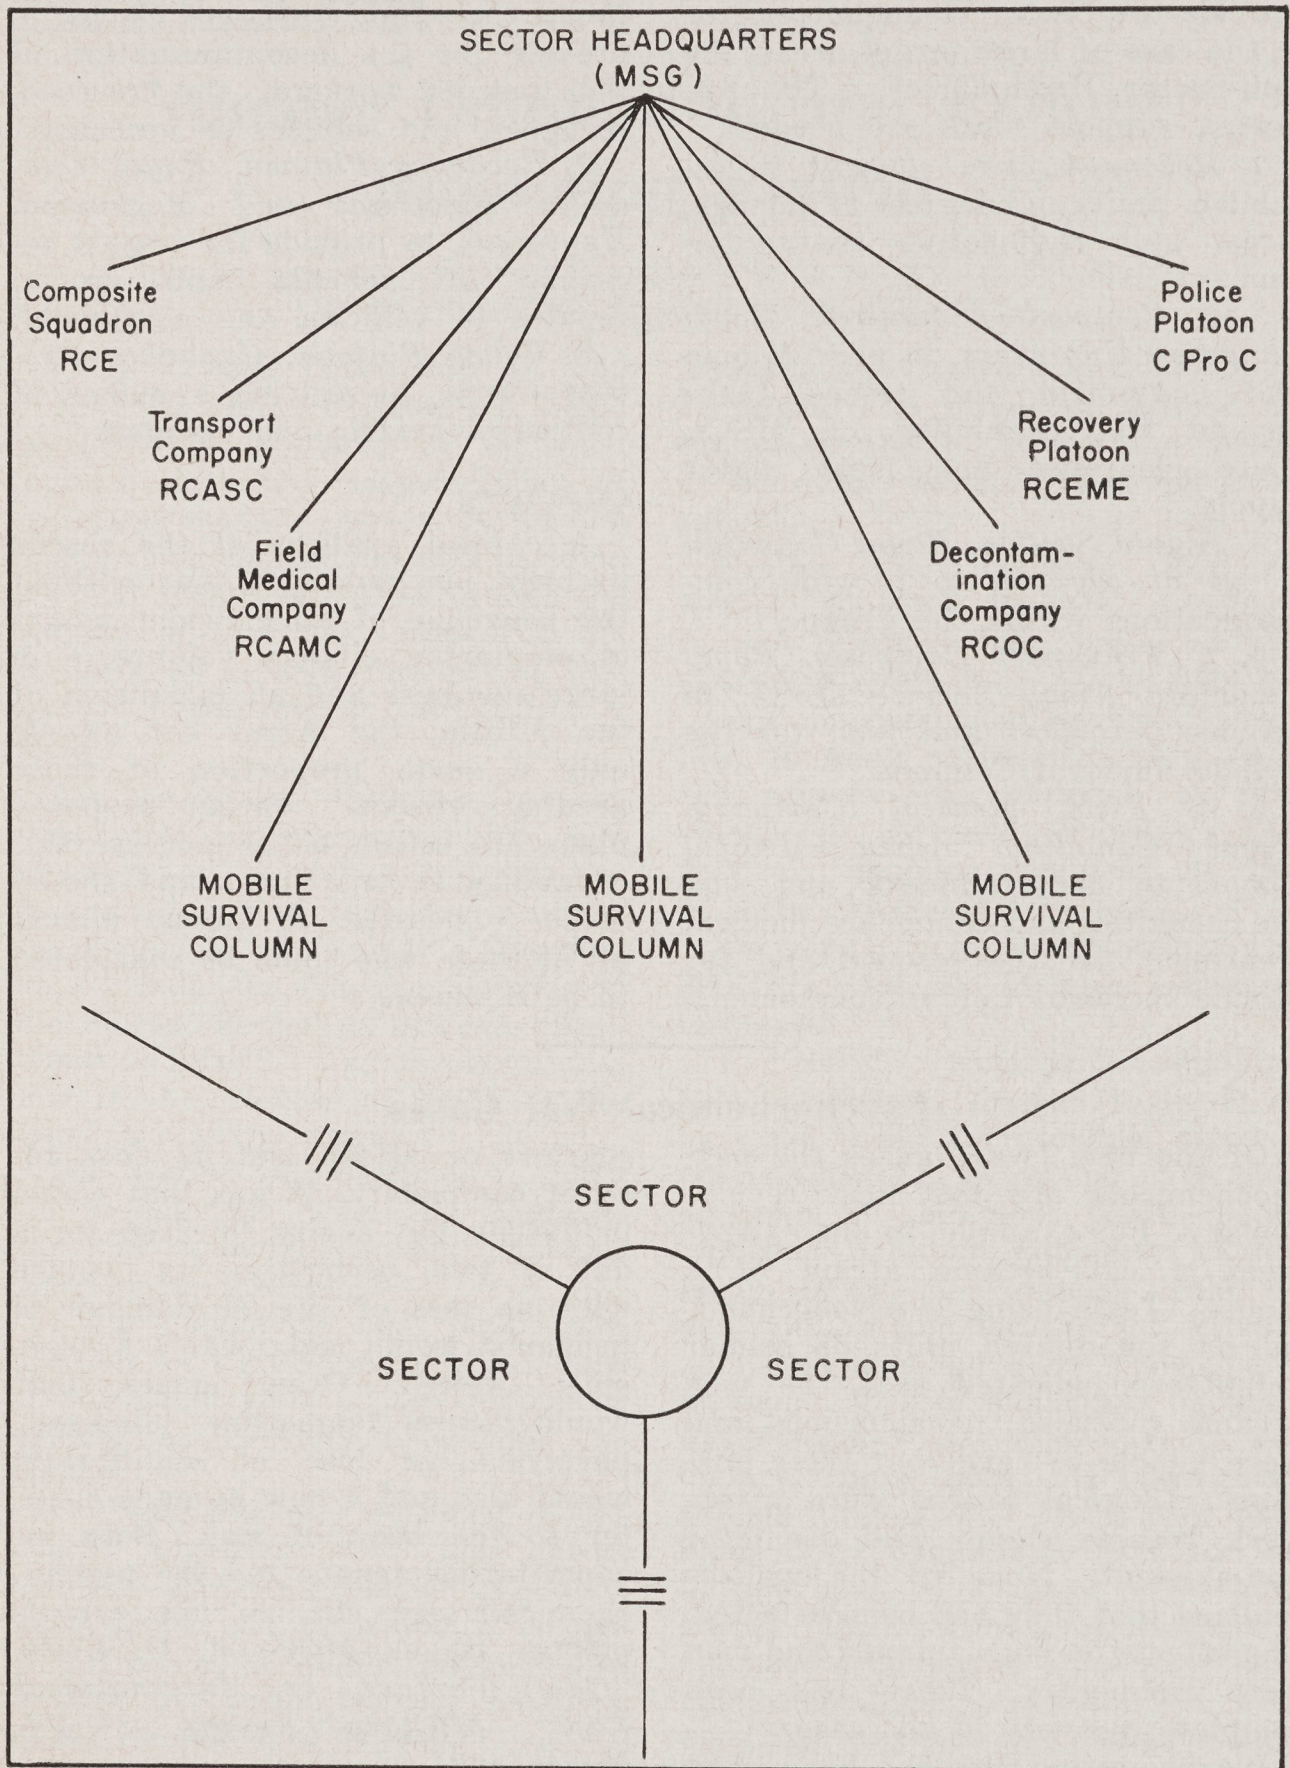 SECTOR HEADQUARTERS
(MSG)
Composite
Squadron
RCE
Transport
Company
RCASC
Field
Medical
Company
RCAMC
Decontam-
ination
Company
RCOC
Recovery
Platoon
RCEME
Police
Platoon
C Pro C
MOBILE
SURVIVAL
COLUMN
MOBILE
SURVIVAL
COLUMN
MOBILE
SURVIVAL
COLUMN
SECTOR
SECTOR
SECTOR